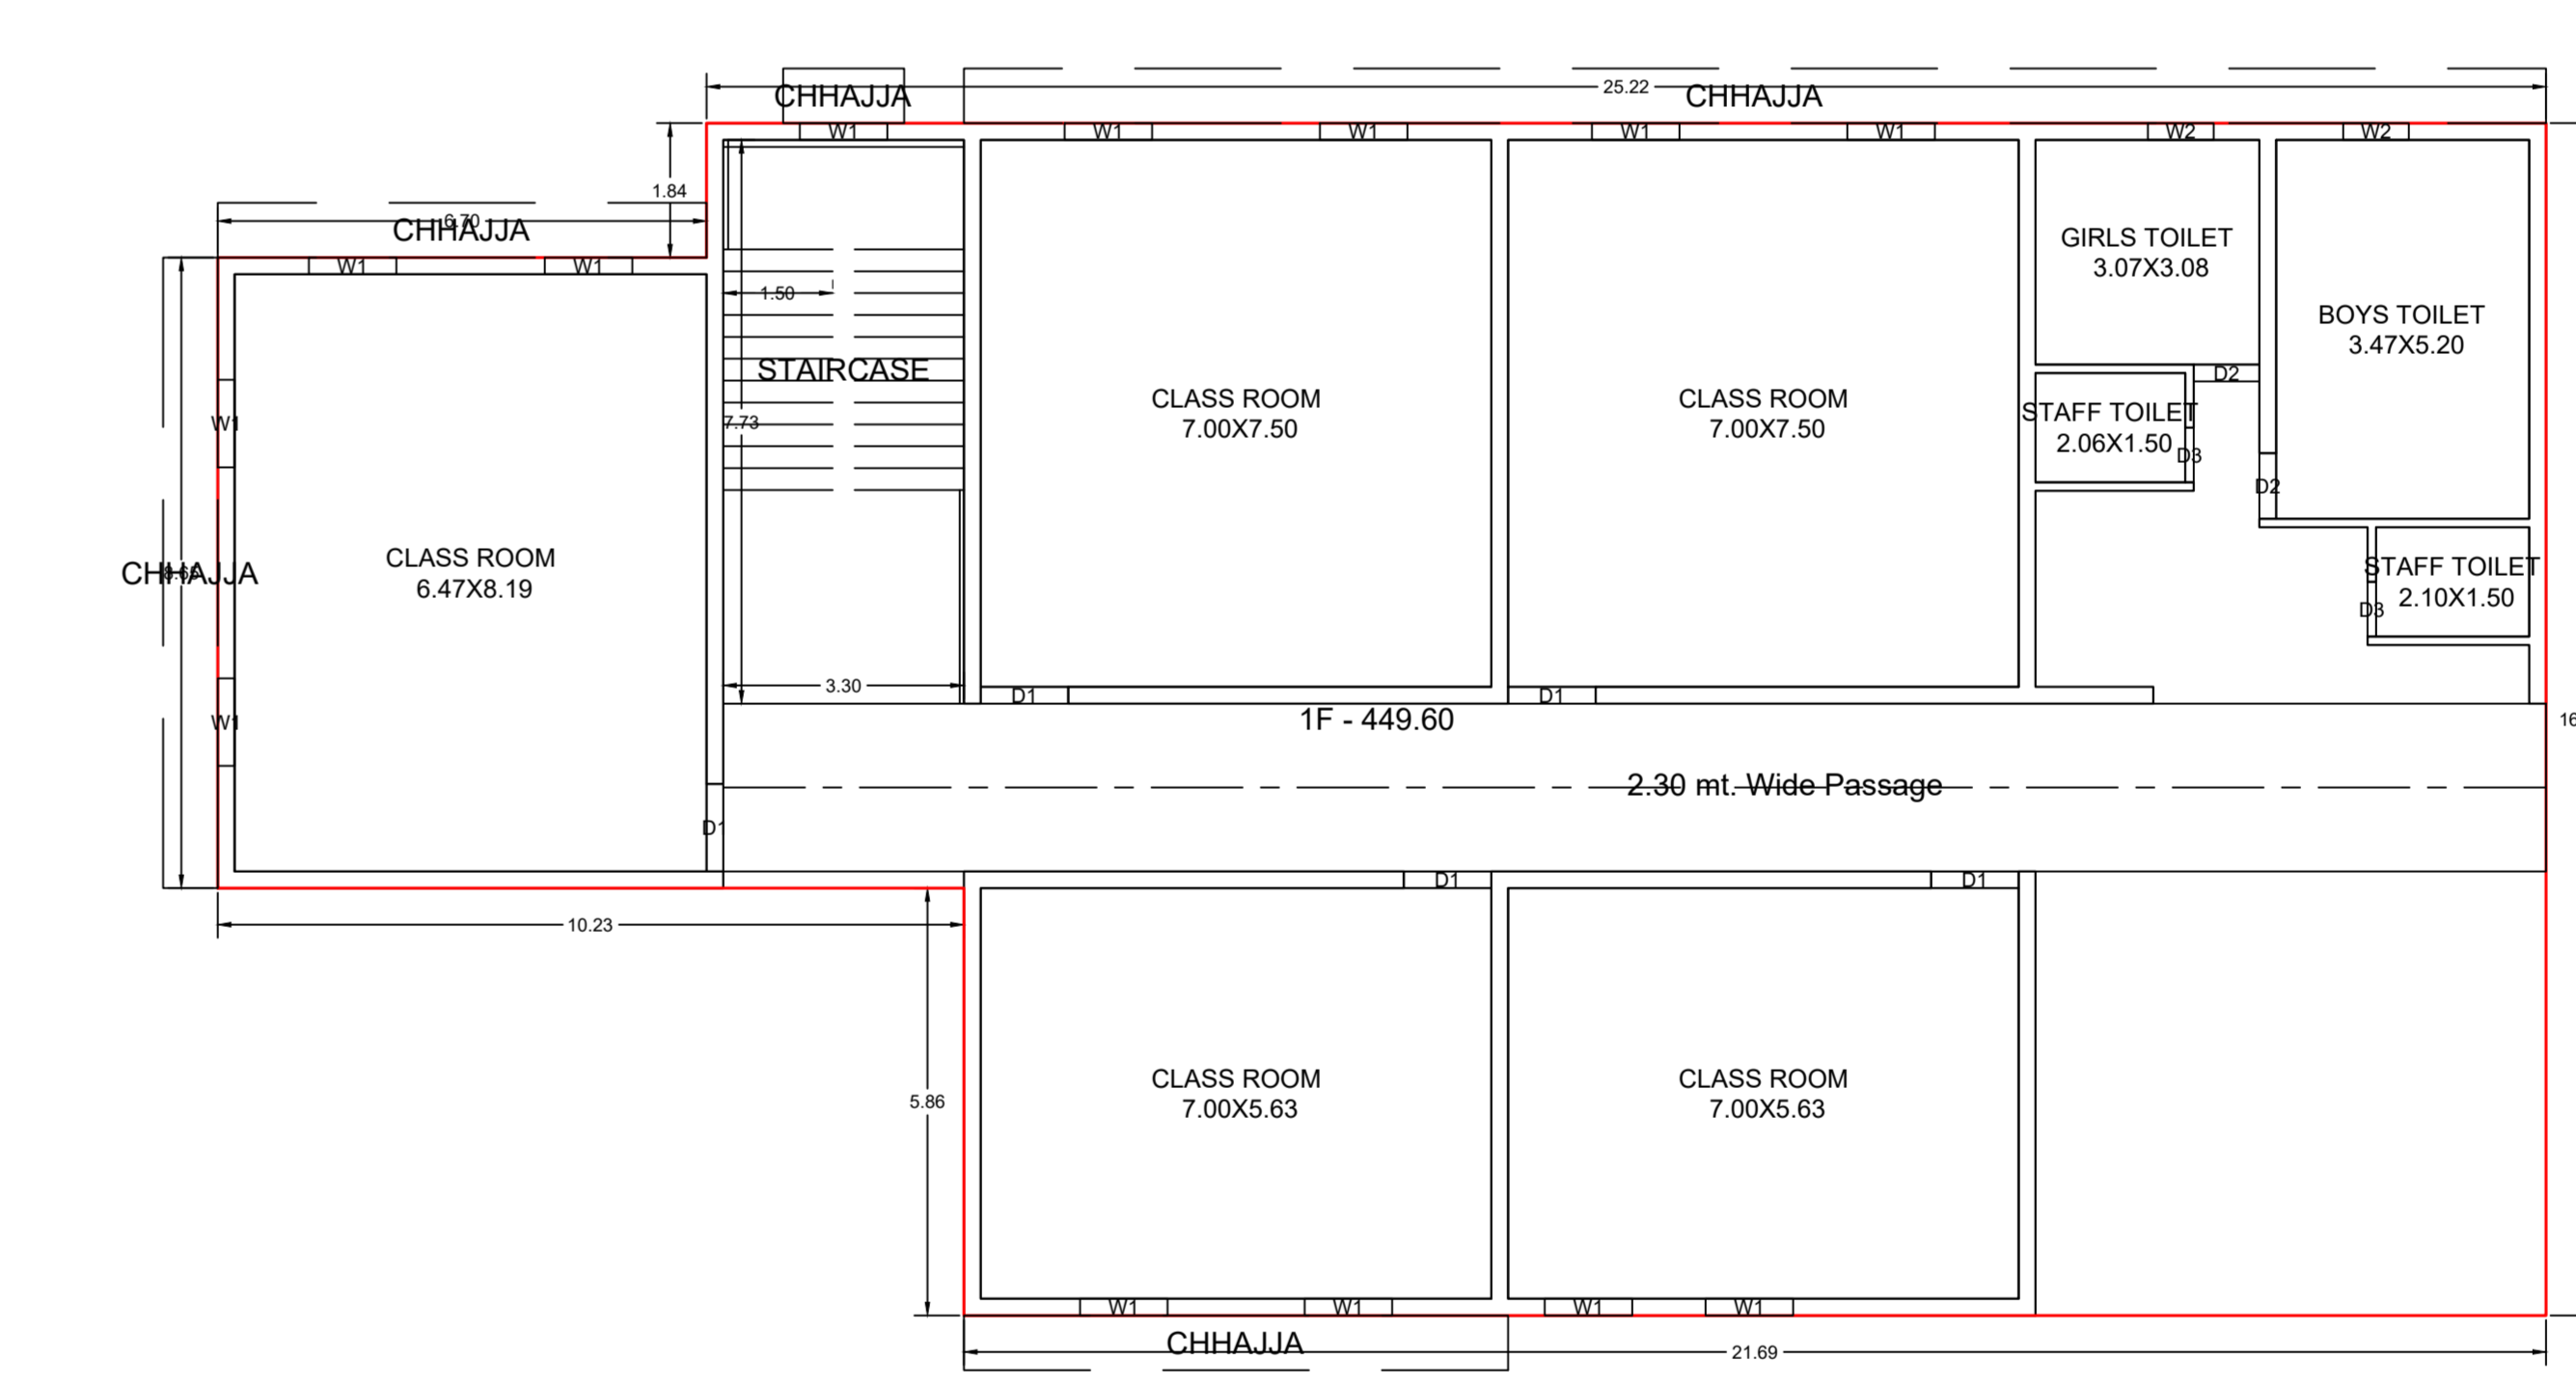 25.22
CHHAJJA
CHHAJJA
W1
W1
W1
W1
W1
W2
W2
1.84
6.70
CHHAJJA
W1
W1
GIRLS TOILET
3.07X3.08
1.50
BOYS TOILET
3.47X5.20
STAIRCASE
D2
CLASS ROOM
7.00X7.50
CLASS ROOM
7.00X7.50
STAFF TOILET
2.06X1.50
W1
7.73
D3
D2
CLASS ROOM
6.47X8.19
CHHAJJA
8.65
STAFF TOILET
2.10X1.50
D3
3.30
D1
D1
W1
1F - 449.60
16
2.30 mt. Wide Passage
D1
D1
D1
10.23
5.86
CLASS ROOM
7.00X5.63
CLASS ROOM
7.00X5.63
W1
W1
W1
W1
CHHAJJA
21.69